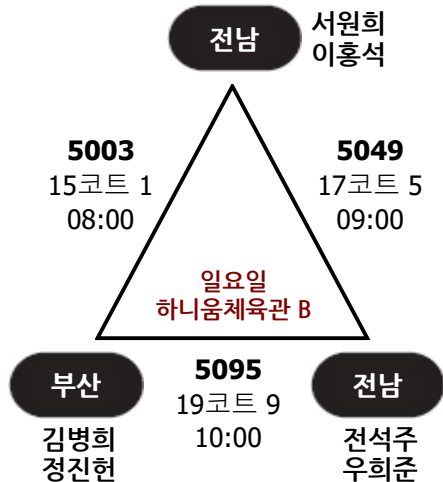 전남
서원희
이홍석
5003
15코트 1
08:00
5049
17코트 5
09:00
일요일
하니움체육관 B
부산
김병희
정진헌
5095
19코트 9
10:00
전남
전석주
우희준